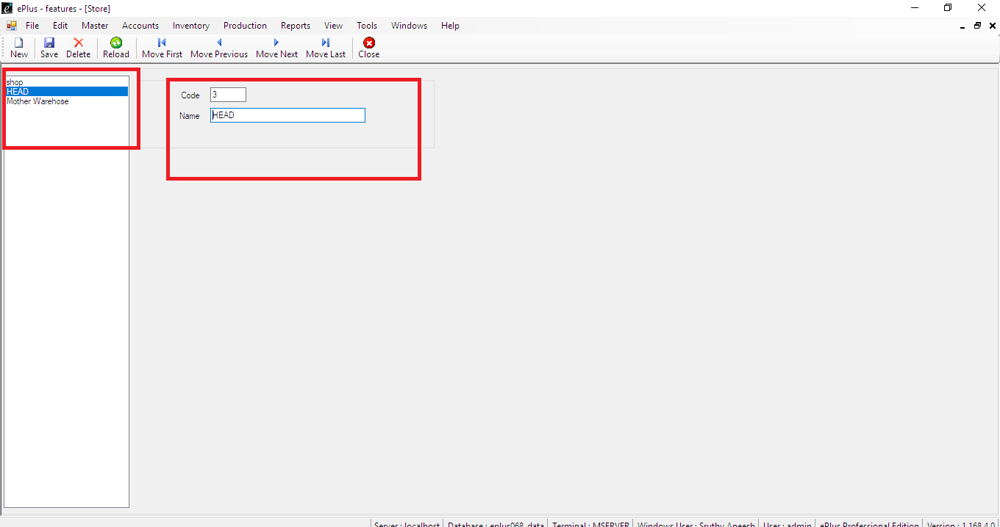 ePlus - features - [Store]
File Edit Master Accounts Inventory Production Reports View Tools Windows Help
New Save Delete Reload Move First Move Previous Move Next Move Last Close
shop
HEAD
Mother Warehose
Code 3
Name HEAD
Server : localhost Database : eplus068_data Terminal : MSERVER Windows User : Sruthy Aneesh User : admin ePlus Professional Edition Version : 1.168.4.0